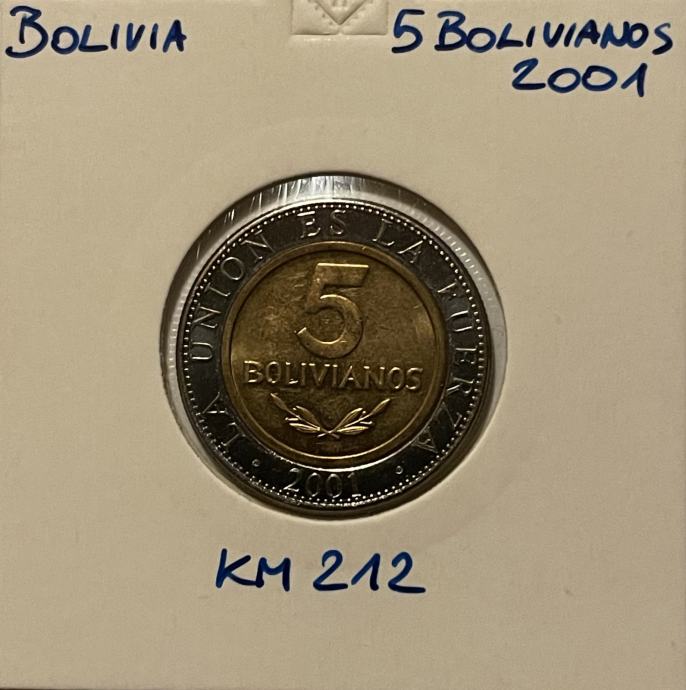 BOLIVIA
5 BOLIVIANOS
2001
LA UNION ES LA FUERZA
5
BOLIVIANOS
· 2001 ·
KM 212